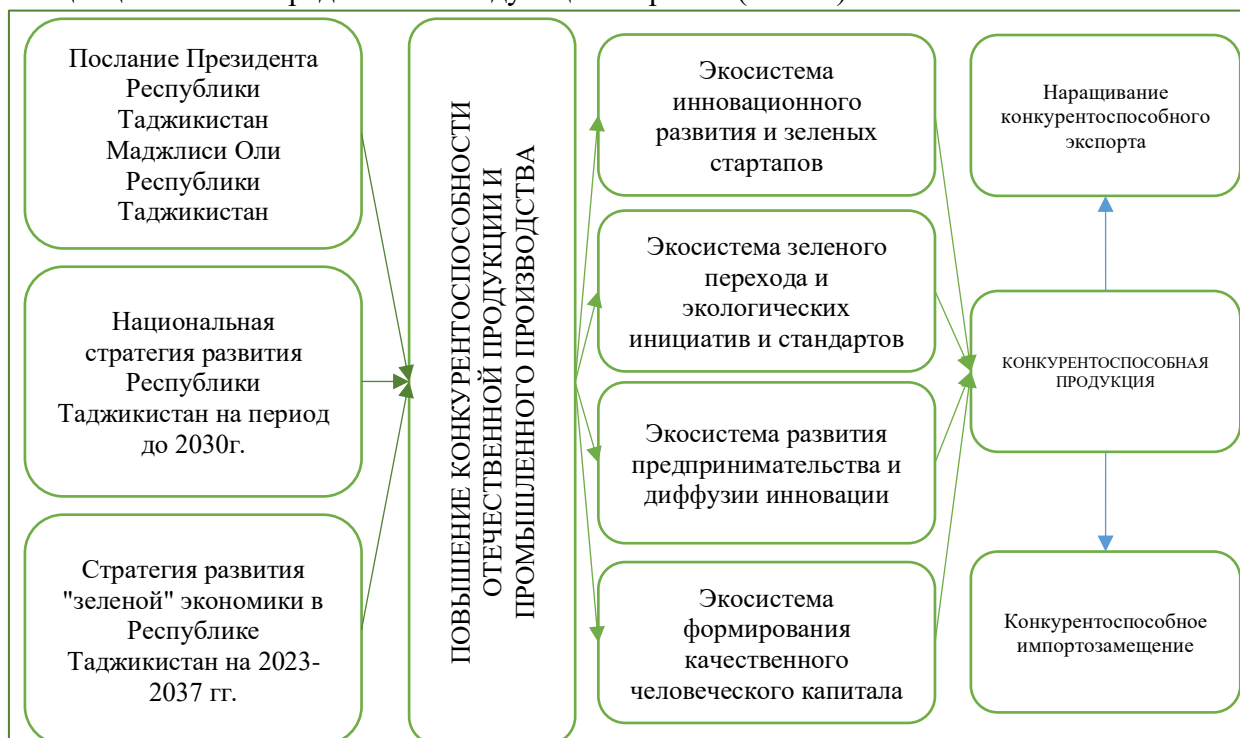 Послание Президента
Республики
Таджикистан
Маджлиси Оли
Республики
Таджикистан
Национальная
стратегия развития
Республики
Таджикистан на период
до 2030г.
Стратегия развития
"зеленой" экономики в
Республике
Таджикистан на 2023-
2037 гг.
ПОВЫШЕНИЕ КОНКУРЕНТОСПОСОБНОСТИ
ОТЕЧЕСТВЕННОЙ ПРОДУКЦИИ И
ПРОМЫШЛЕННОГО ПРОИЗВОДСТВА
Экосистема
инновационного
развития и зеленых
стартапов
Экосистема зеленого
перехода и
экологических
инициатив и стандартов
Экосистема развития
предпринимательства и
диффузии инновации
Экосистема
формирования
качественного
человеческого капитала
Наращивание
конкурентоспособного
экспорта
КОНКУРЕНТОСПОСОБНАЯ
ПРОДУКЦИЯ
Конкурентоспособное
импортозамещение